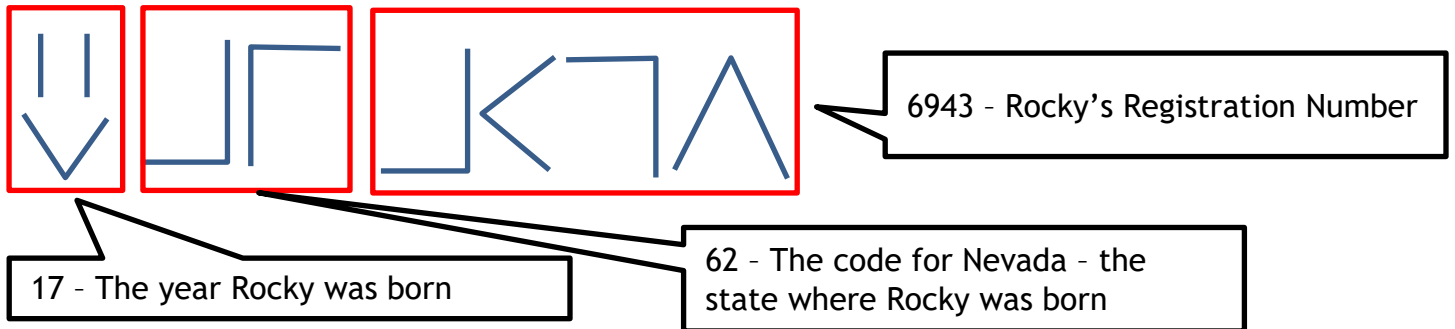 6943 – Rocky’s Registration Number
17 – The year Rocky was born
62 – The code for Nevada – the
state where Rocky was born